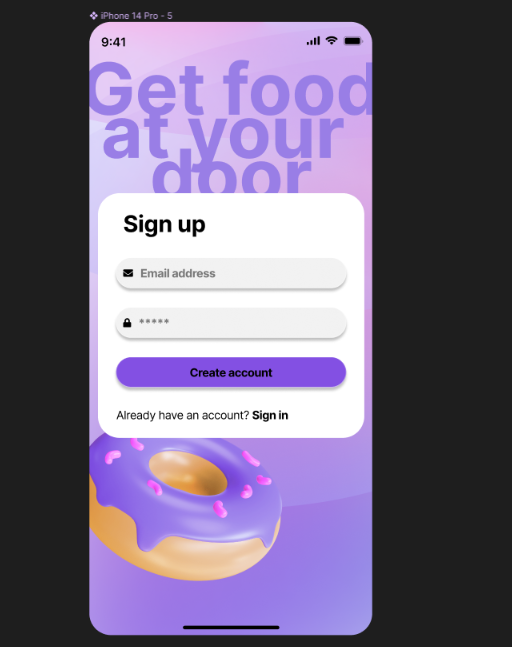 iPhone 14 Pro - 5
9:41
Get food
at your
door
Sign up
Email address
*****
Create account
Already have an account? Sign in